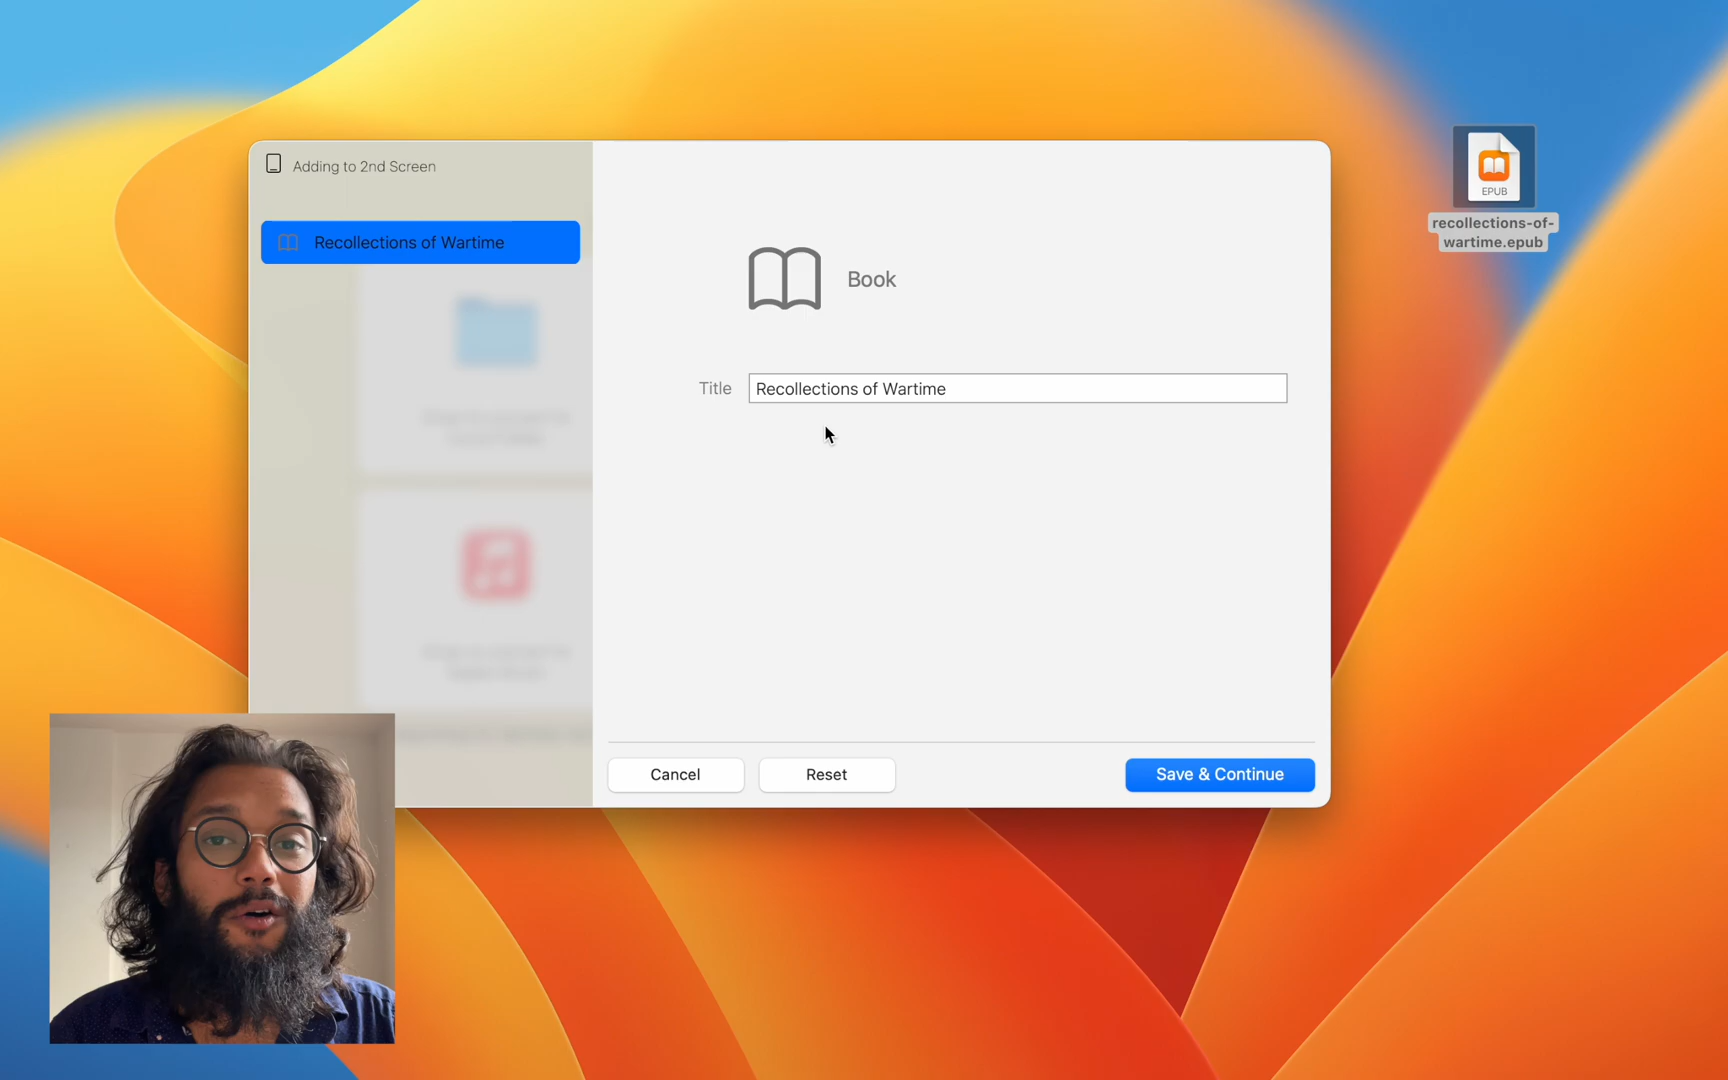 Adding to 2nd Screen
Recollections of Wartime
Book
Title
Recollections of Wartime
Cancel
Reset
Save & Continue
EPUB
recollections-of-
wartime.epub